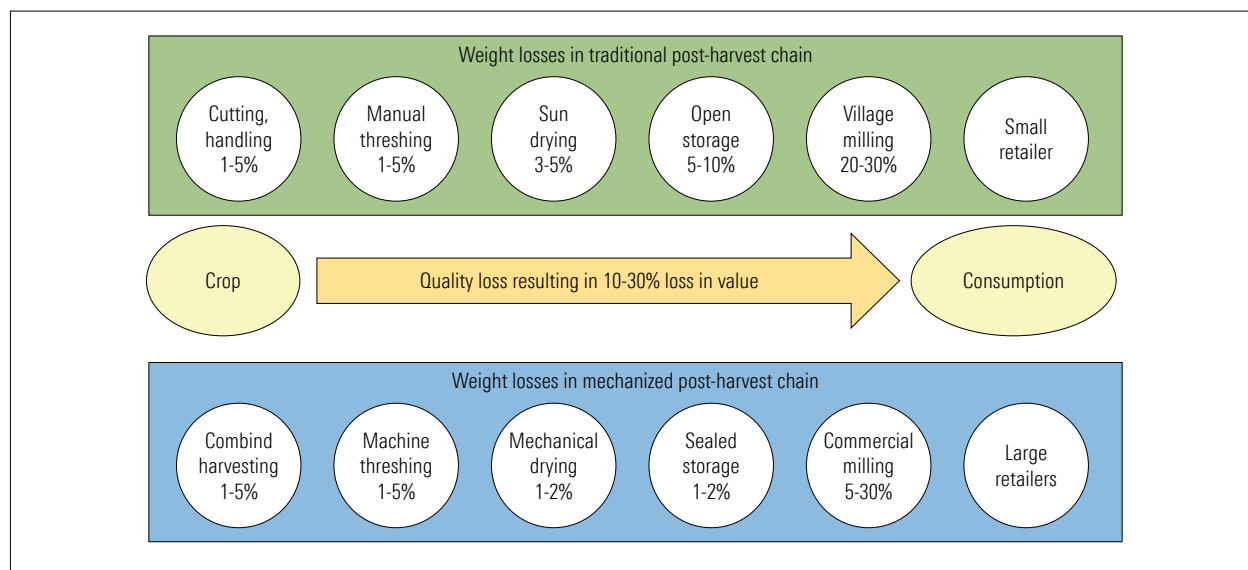 Weight losses in traditional post-harvest chain
Cutting,
handling
1-5%
Manual
threshing
1-5%
Sun
drying
3-5%
Open
storage
5-10%
Village
milling
20-30%
Small
retailer
Crop
Quality loss resulting in 10-30% loss in value
Consumption
Weight losses in mechanized post-harvest chain
Combind
harvesting
1-5%
Machine
threshing
1-5%
Mechanical
drying
1-2%
Sealed
storage
1-2%
Commercial
milling
5-30%
Large
retailers